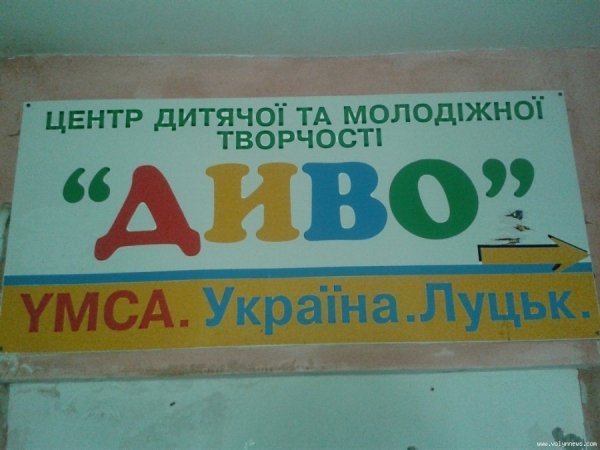 ЦЕНТР ДИТЯЧОЇ ТА МОЛОДІЖНОЇ
ТВОРЧОСТІ
“ДИВО”
YMCA. Україна. Луцьк.
www.volynnews.com